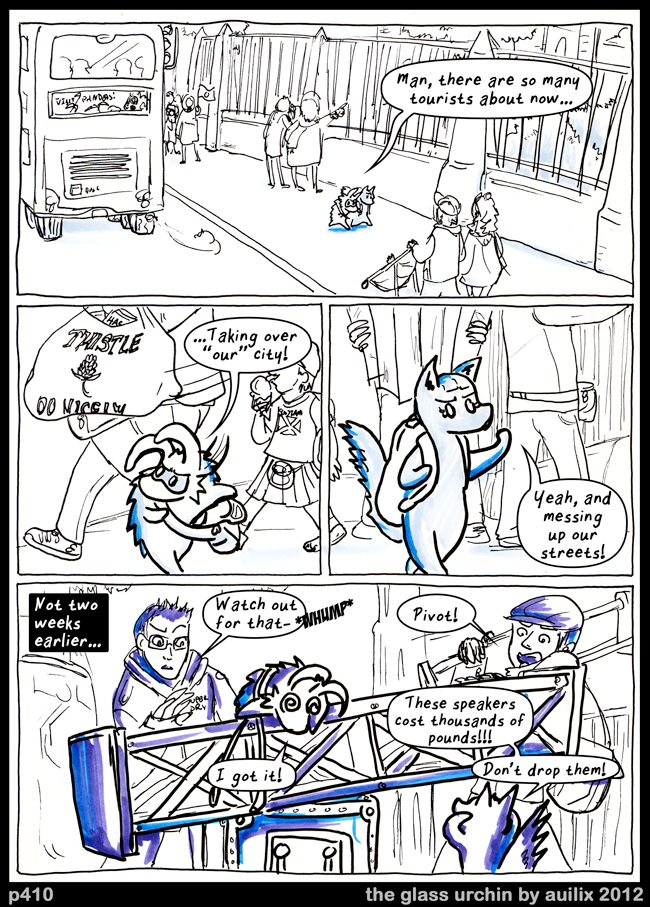 Man, there are so many
tourists about now...
VISIT PANDAS!
THISTLE
...Taking over
"our" city!
Yeah, and
messing
up our
streets!
Not two
weeks
earlier...
Watch out
for that-
*WHUMP*
Pivot!
These speakers
cost thousands of
pounds!!!
I got it!
Don't drop them!
p410
the glass urchin by auilix 2012